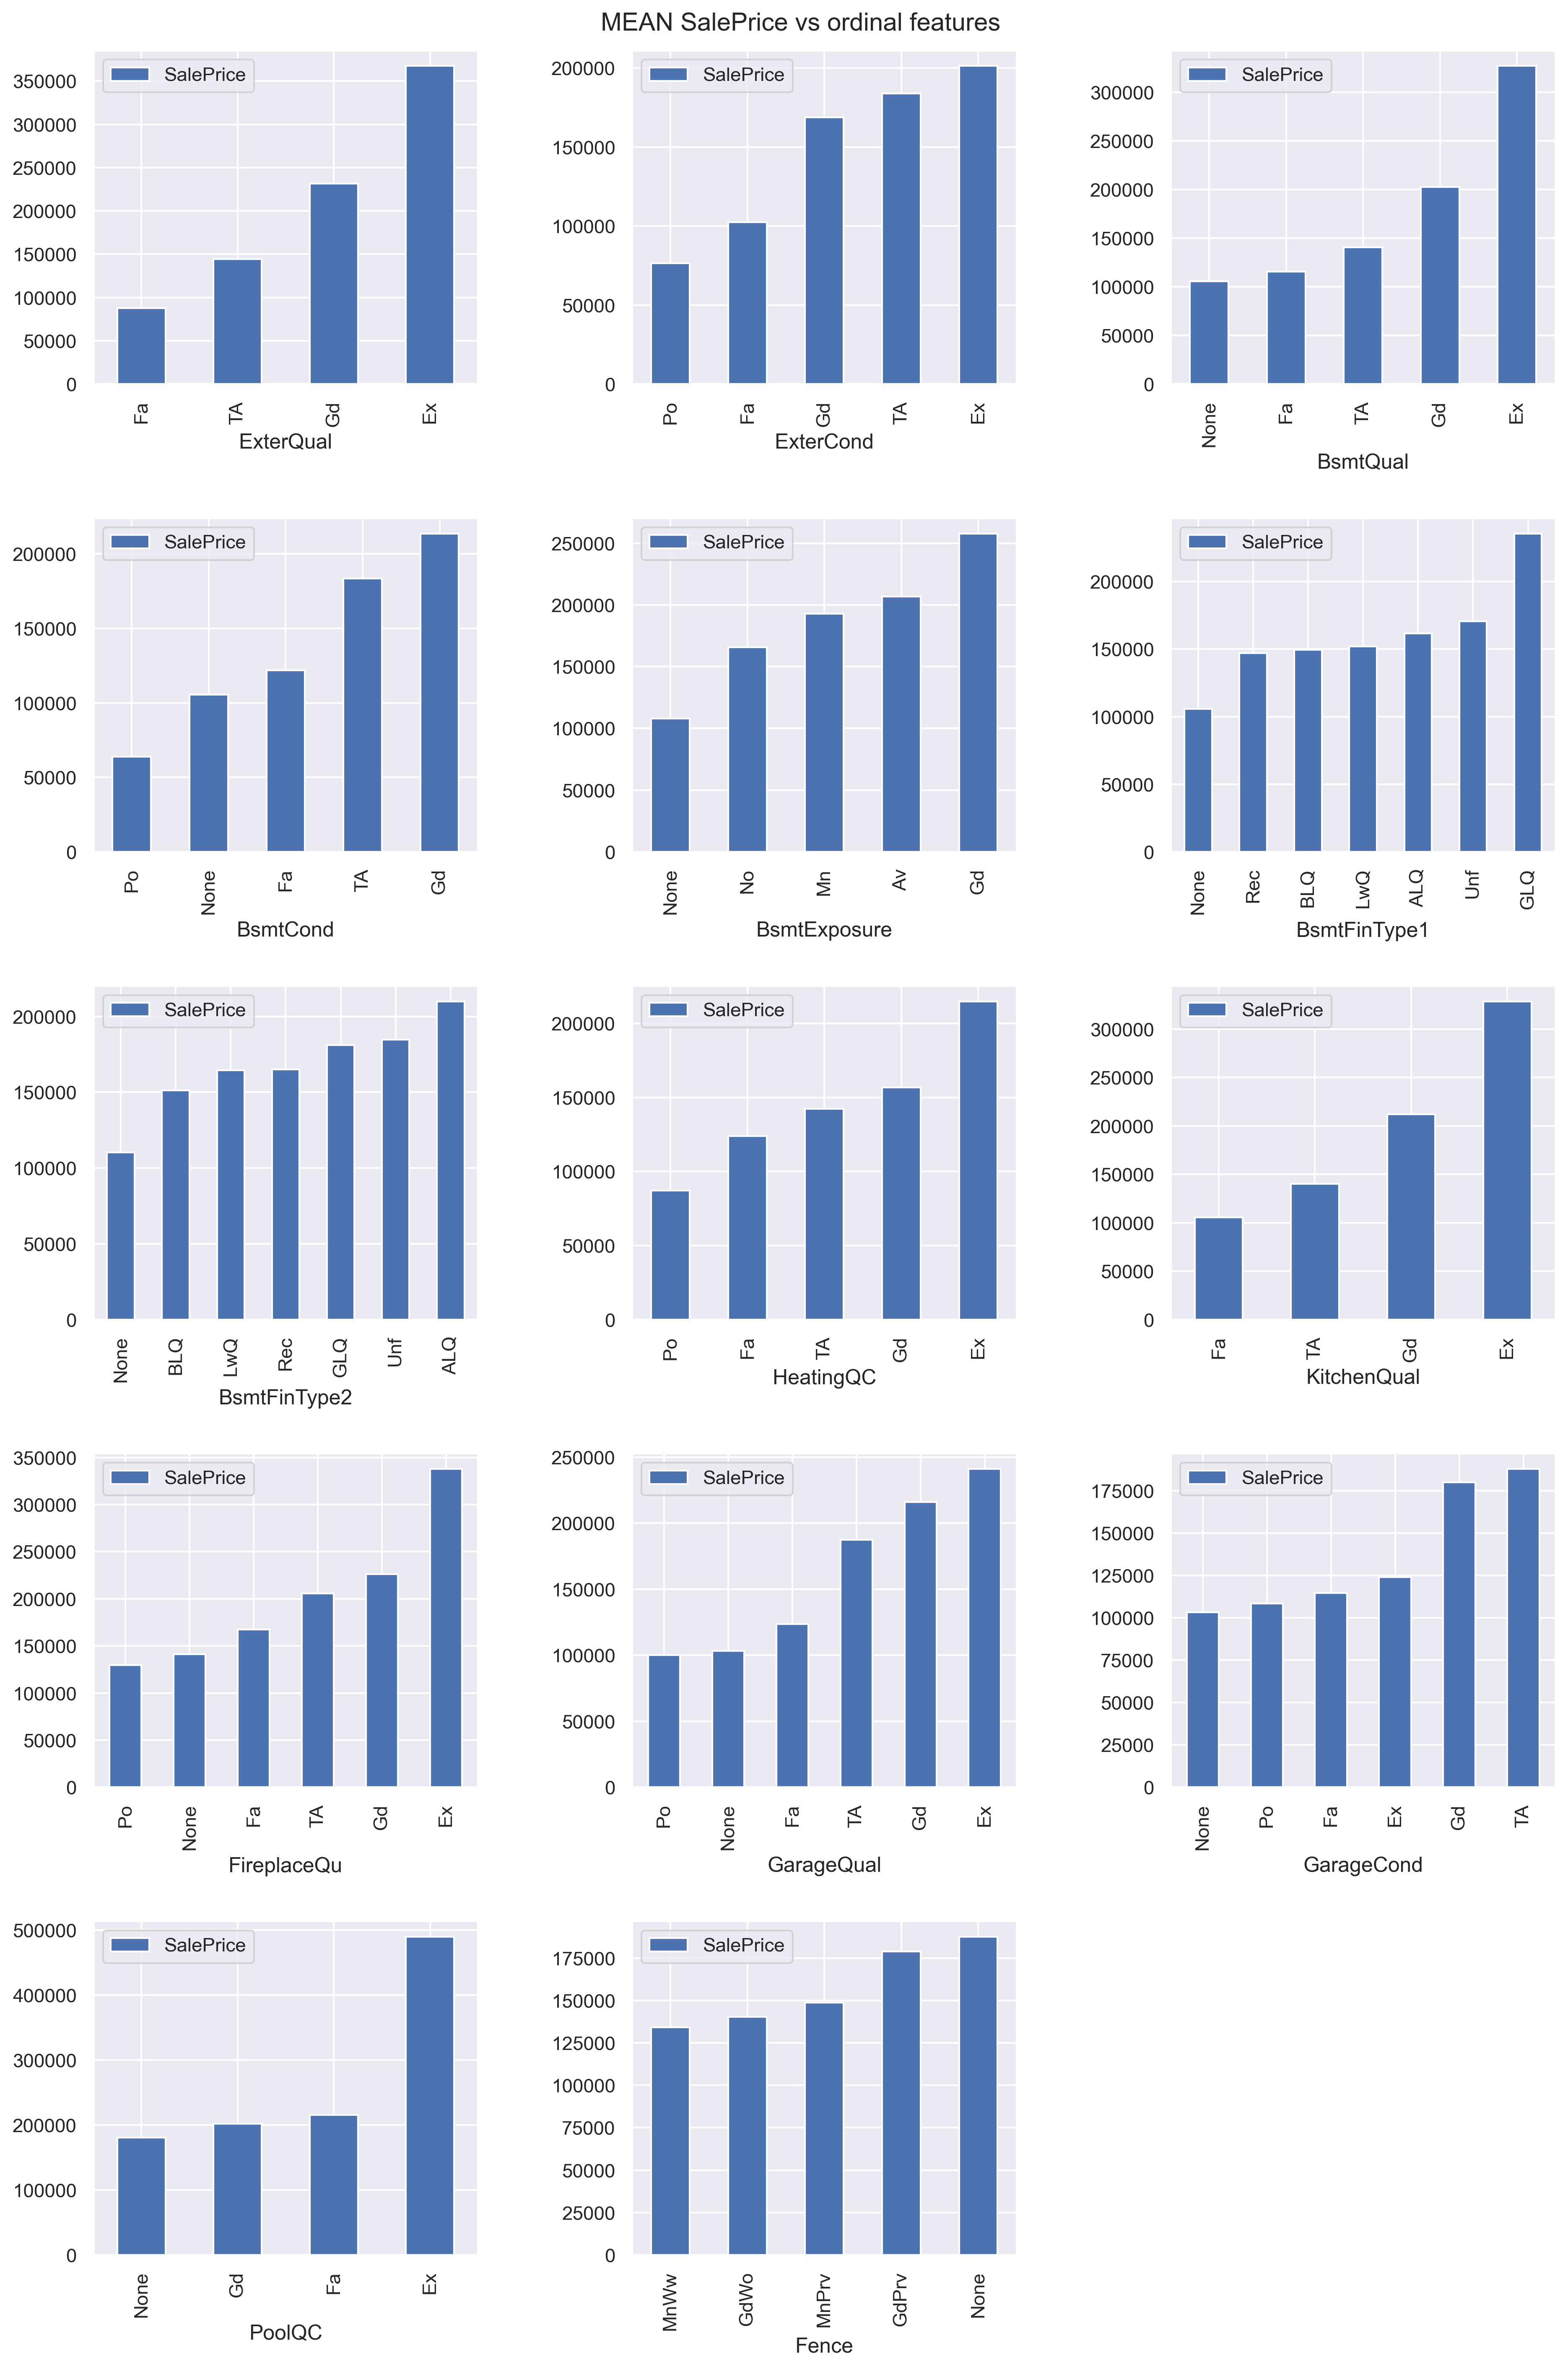 MEAN SalePrice vs ordinal features
SalePrice
350000
300000
250000
200000
150000
100000
50000
0
Fa TA Gd Ex
ExterQual
SalePrice
200000
150000
100000
50000
0
Po Fa Gd TA Ex
ExterCond
SalePrice
300000
250000
200000
150000
100000
50000
0
None Fa TA Gd Ex
BsmtQual
SalePrice
200000
150000
100000
50000
0
Po None Fa TA Gd
BsmtCond
SalePrice
250000
200000
150000
100000
50000
0
None No Mn Av Gd
BsmtExposure
SalePrice
200000
150000
100000
50000
0
None Rec BLQ LwQ ALQ Unf GLQ
BsmtFinType1
SalePrice
200000
150000
100000
50000
0
None BLQ LwQ Rec GLQ Unf ALQ
BsmtFinType2
SalePrice
200000
150000
100000
50000
0
Po Fa TA Gd Ex
HeatingQC
SalePrice
300000
250000
200000
150000
100000
50000
0
Fa TA Gd Ex
KitchenQual
SalePrice
350000
300000
250000
200000
150000
100000
50000
0
Po None Fa TA Gd Ex
FireplaceQu
SalePrice
250000
200000
150000
100000
50000
0
Po None Fa TA Gd Ex
GarageQual
SalePrice
175000
150000
125000
100000
75000
50000
25000
0
None Po Fa Ex Gd TA
GarageCond
SalePrice
500000
400000
300000
200000
100000
0
None Gd Fa Ex
PoolQC
SalePrice
175000
150000
125000
100000
75000
50000
25000
0
MnWw GdWo MnPrv GdPrv None
Fence